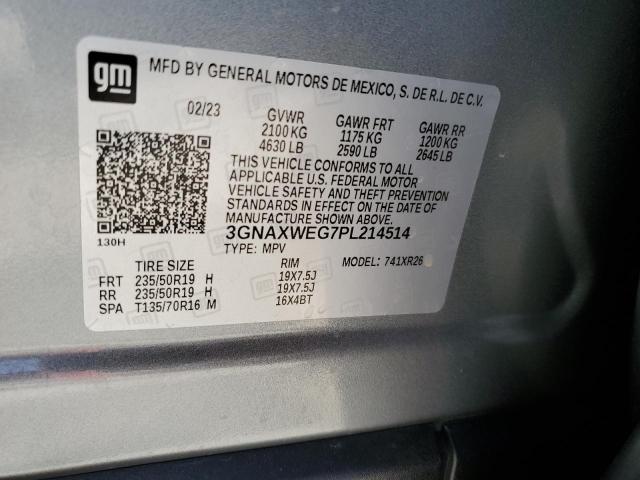 gm
MFD BY GENERAL MOTORS DE MEXICO, S. DE R.L. DE C.V.
02/23 GVWR GAWR FRT GAWR RR
2100 KG 1175 KG 1200 KG
4630 LB 2590 LB 2645 LB
THIS VEHICLE CONFORMS TO ALL
APPLICABLE U.S. FEDERAL MOTOR
VEHICLE SAFETY AND THEFT PREVENTION
STANDARDS IN EFFECT ON THE DATE OF
MANUFACTURE SHOWN ABOVE.
130H 3GNAXWEG7PL214514
TYPE: MPV MODEL: 741XR26
TIRE SIZE RIM
FRT 235/50R19 H 19X7.5J
RR 235/50R19 H 19X7.5J
SPA T135/70R16 M 16X4BT